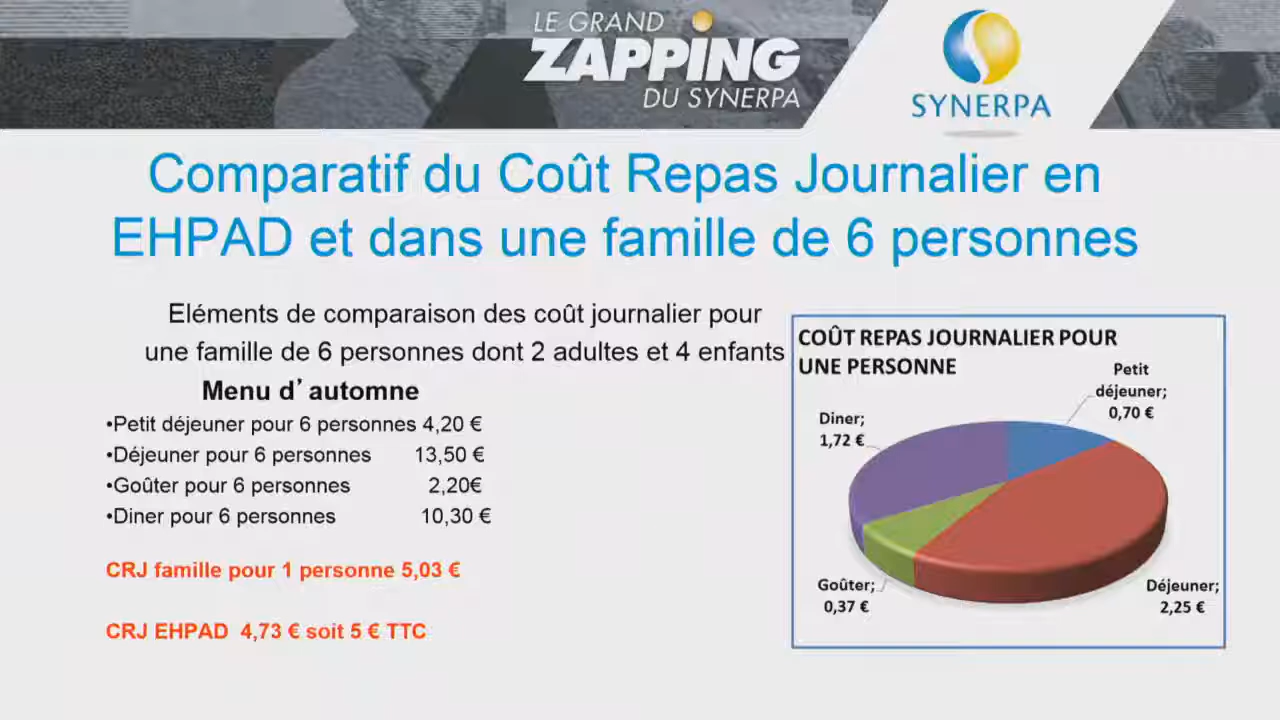 LE GRAND
ZAPPING
DU SYNERPA
SYNERPA
Comparatif du Coût Repas Journalier en
EHPAD et dans une famille de 6 personnes
Eléments de comparaison des coût journalier pour
une famille de 6 personnes dont 2 adultes et 4 enfants
Menu d’automne
•Petit déjeuner pour 6 personnes 4,20 €
•Déjeuner pour 6 personnes 13,50 €
•Goûter pour 6 personnes 2,20€
•Diner pour 6 personnes 10,30 €
CRJ famille pour 1 personne 5,03 €
CRJ EHPAD 4,73 € soit 5 € TTC
COÛT REPAS JOURNALIER POUR
UNE PERSONNE
Petit
déjeuner;
0,70 €
Diner;
1,72 €
Goûter;
0,37 €
Déjeuner;
2,25 €